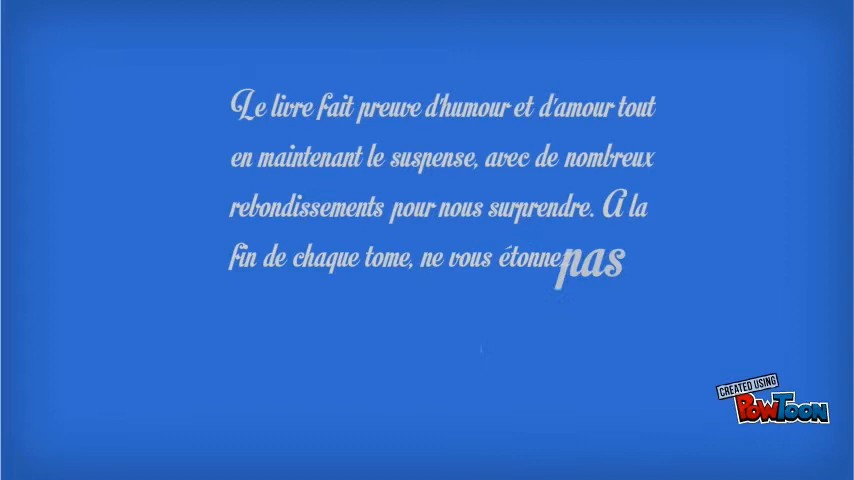 Le livre fait preuve d'humour et d'amour tout
en maintenant le suspense, avec de nombreux
rebondissements pour nous surprendre. A la
fin de chaque tome, ne vous étonnez pas
CREATED USING
POWTOON